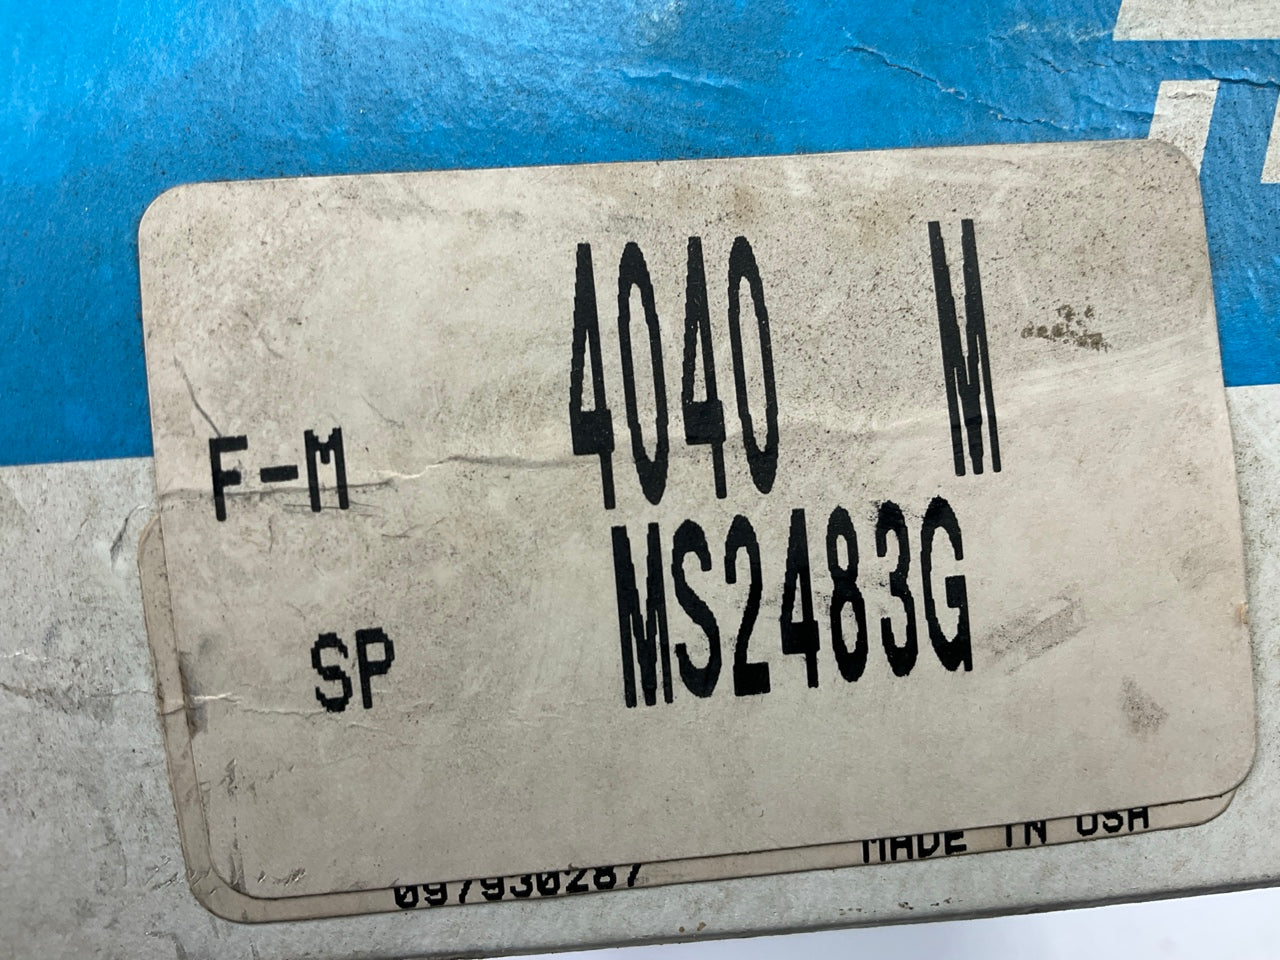 4040 M
F-M
MS2483G
SP
097930287 MADE IN USA